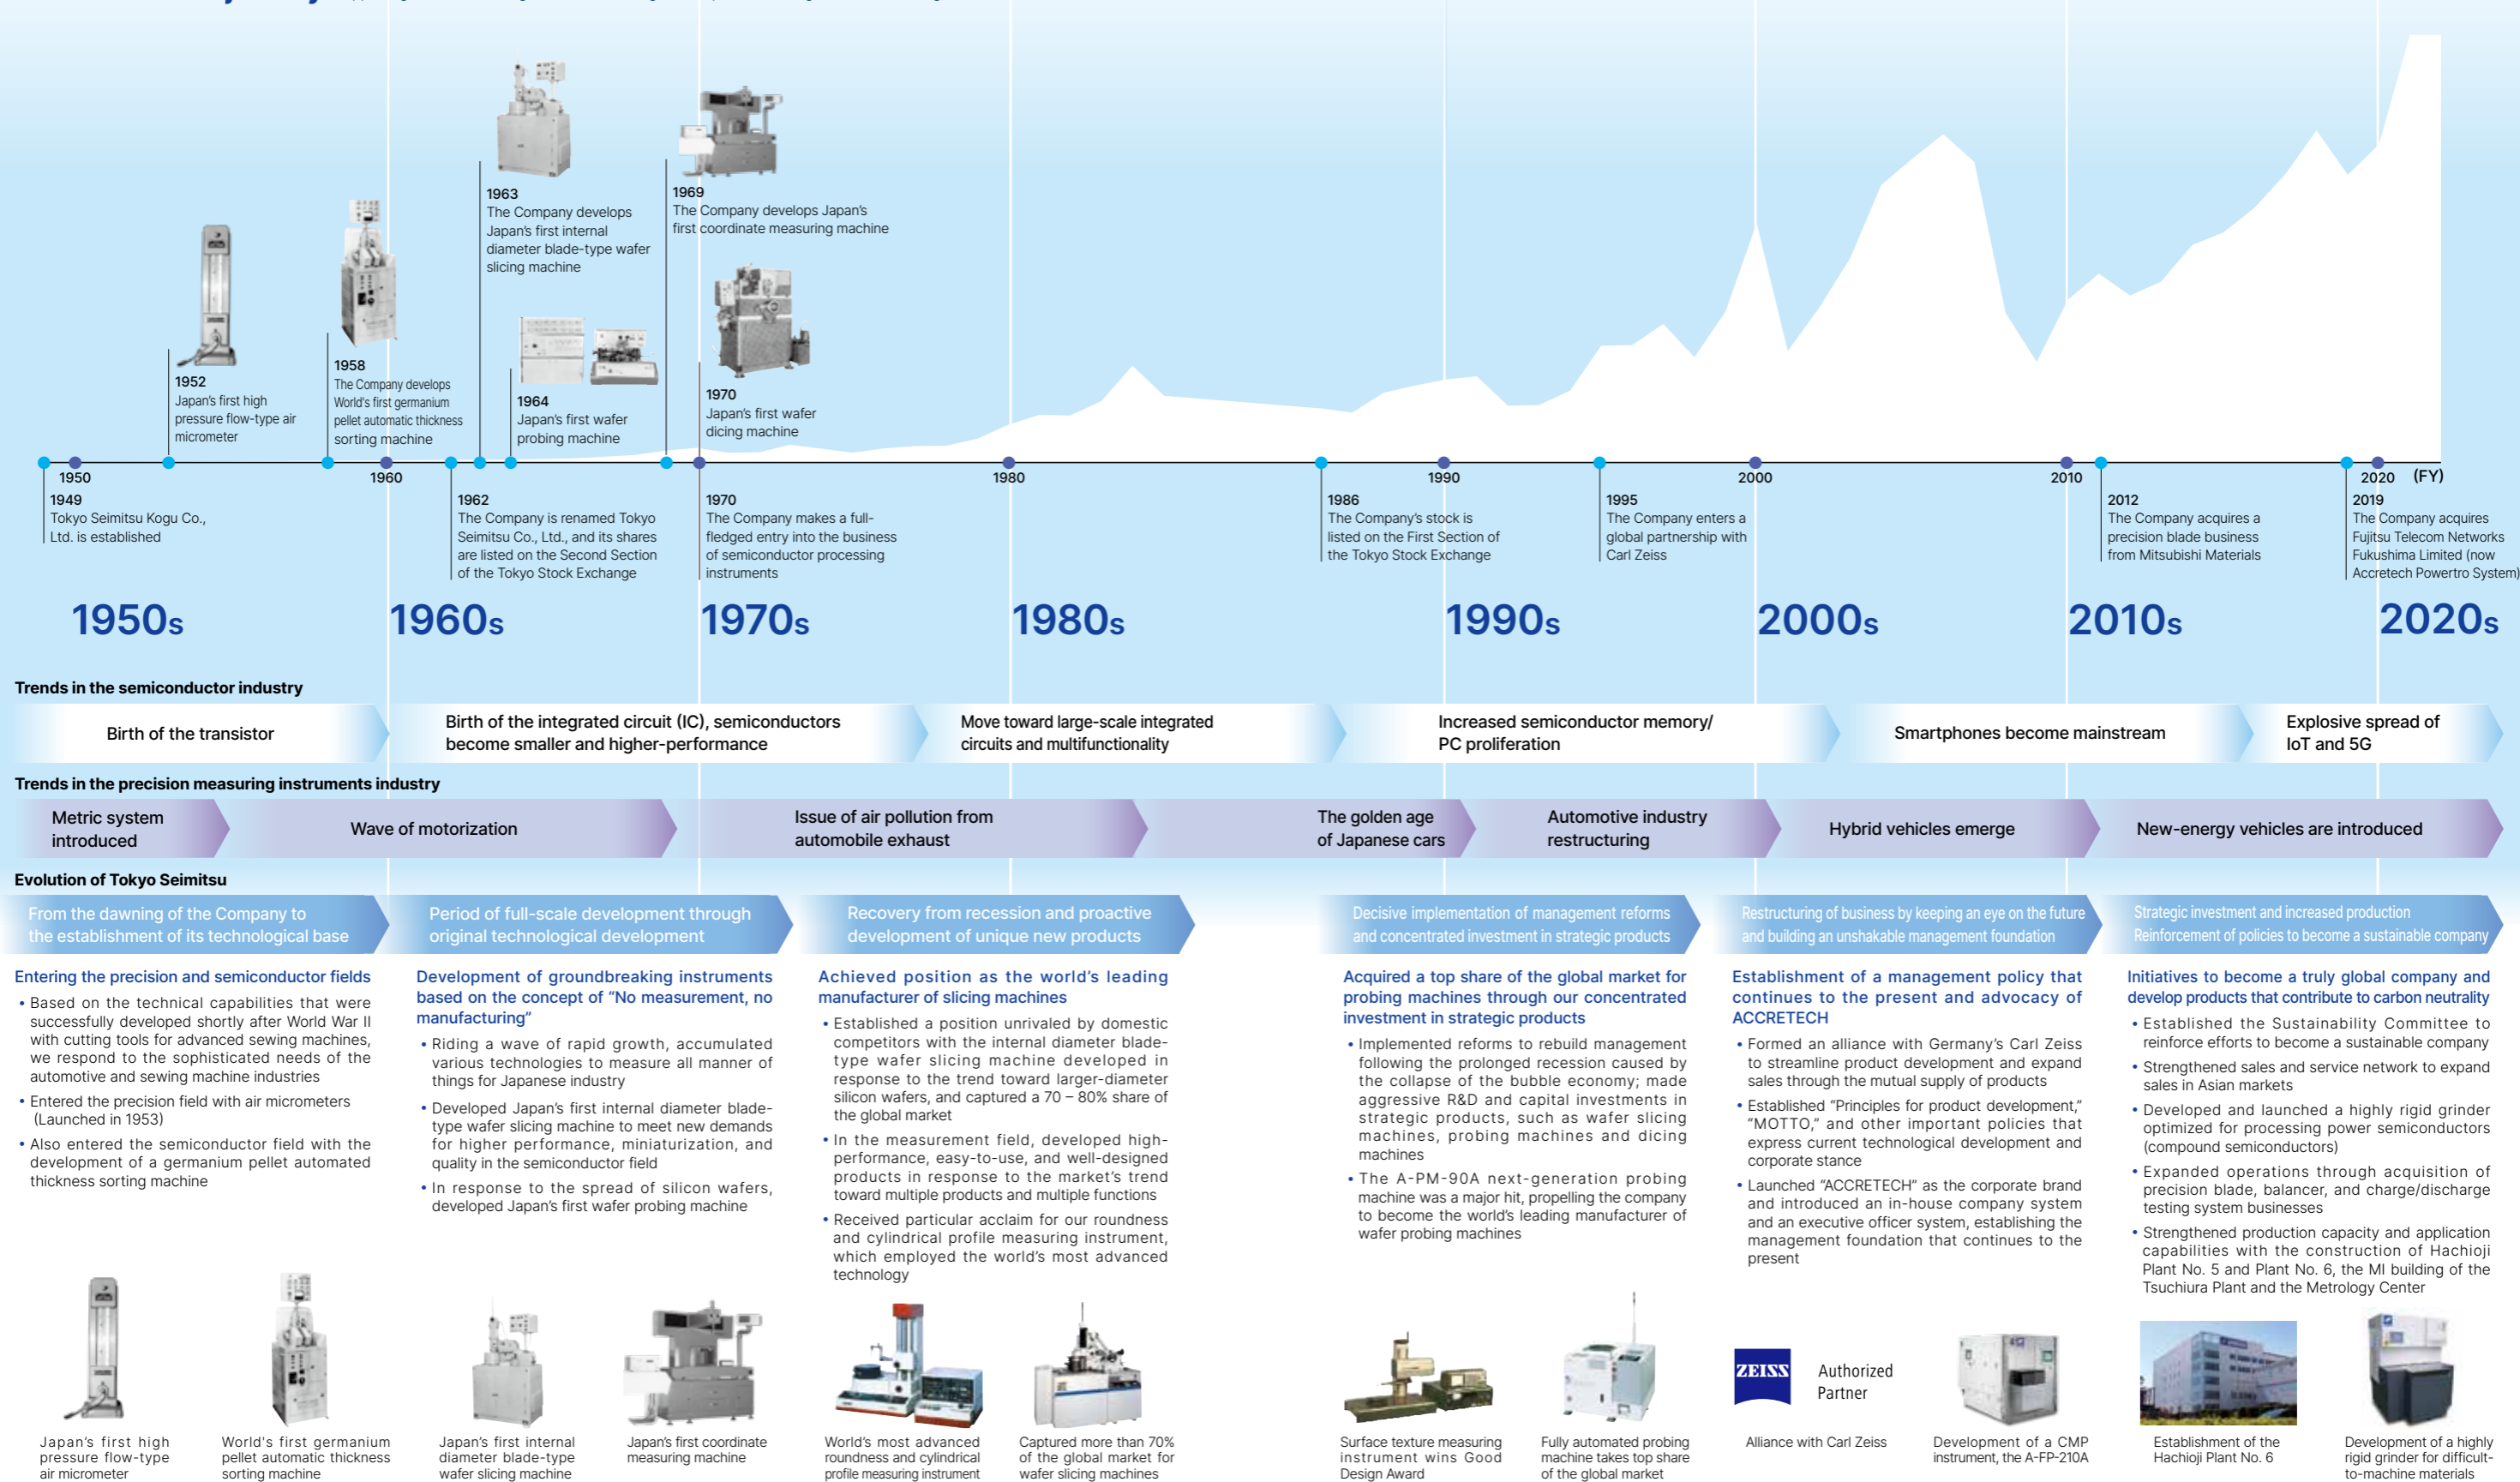 1963
The Company develops
Japan's first internal
diameter blade-type wafer
slicing machine
1969
The Company develops Japan's
first coordinate measuring machine
1952
Japan's first high
pressure flow-type air
micrometer
1958
The Company develops
World's first germanium
pellet automatic thickness
sorting machine
1964
Japan's first wafer
probing machine
1970
Japan's first wafer
dicing machine
1950
1960
1980
1990
2000
2010
2020 (FY)
1949
Tokyo Seimitsu Kogu Co.,
Ltd. is established
1962
The Company is renamed Tokyo
Seimitsu Co., Ltd., and its shares
are listed on the Second Section
of the Tokyo Stock Exchange
1970
The Company makes a full-
fledged entry into the business
of semiconductor processing
instruments
1986
The Company's stock is
listed on the First Section of
the Tokyo Stock Exchange
1995
The Company enters a
global partnership with
Carl Zeiss
2012
The Company acquires a
precision blade business
from Mitsubishi Materials
2019
The Company acquires
Fujitsu Telecom Networks
Fukushima Limited (now
Accretech Powertro System)
1950s
1960s
1970s
1980s
1990s
2000s
2010s
2020s
Trends in the semiconductor industry
Birth of the transistor
Birth of the integrated circuit (IC), semiconductors
become smaller and higher-performance
Move toward large-scale integrated
circuits and multifunctionality
Increased semiconductor memory/
PC proliferation
Smartphones become mainstream
Explosive spread of
IoT and 5G
Trends in the precision measuring instruments industry
Metric system
introduced
Wave of motorization
Issue of air pollution from
automobile exhaust
The golden age
of Japanese cars
Automotive industry
restructuring
Hybrid vehicles emerge
New-energy vehicles are introduced
Evolution of Tokyo Seimitsu
From the dawning of the Company to
the establishment of its technological base
Period of full-scale development through
original technological development
Recovery from recession and proactive
development of unique new products
Decisive implementation of management reforms
and concentrated investment in strategic products
Restructuring of business by keeping an eye on the future
and building an unshakable management foundation
Strategic investment and increased production
Reinforcement of policies to become a sustainable company
Entering the precision and semiconductor fields
• Based on the technical capabilities that were
successfully developed shortly after World War II
with cutting tools for advanced sewing machines,
we respond to the sophisticated needs of the
automotive and sewing machine industries
• Entered the precision field with air micrometers
(Launched in 1953)
• Also entered the semiconductor field with the
development of a germanium pellet automated
thickness sorting machine
Development of groundbreaking instruments
based on the concept of "No measurement, no
manufacturing"
• Riding a wave of rapid growth, accumulated
various technologies to measure all manner of
things for Japanese industry
• Developed Japan's first internal diameter blade-
type wafer slicing machine to meet new demands
for higher performance, miniaturization, and
quality in the semiconductor field
• In response to the spread of silicon wafers,
developed Japan's first wafer probing machine
Achieved position as the world's leading
manufacturer of slicing machines
• Established a position unrivaled by domestic
competitors with the internal diameter blade-
type wafer slicing machine developed in
response to the trend toward larger-diameter
silicon wafers, and captured a 70 – 80% share of
the global market
• In the measurement field, developed high-
performance, easy-to-use, and well-designed
products in response to the market's trend
toward multiple products and multiple functions
• Received particular acclaim for our roundness
and cylindrical profile measuring instrument,
which employed the world's most advanced
technology
Acquired a top share of the global market for
probing machines through our concentrated
investment in strategic products
• Implemented reforms to rebuild management
following the prolonged recession caused by
the collapse of the bubble economy; made
aggressive R&D and capital investments in
strategic products, such as wafer slicing
machines, probing machines and dicing
machines
• The A-PM-90A next-generation probing
machine was a major hit, propelling the company
to become the world's leading manufacturer of
wafer probing machines
Establishment of a management policy that
continues to the present and advocacy of
ACCRETECH
• Formed an alliance with Germany's Carl Zeiss
to streamline product development and expand
sales through the mutual supply of products
• Established "Principles for product development,"
"MOTTO," and other important policies that
express current technological development and
corporate stance
• Launched "ACCRETECH" as the corporate brand
and introduced an in-house company system
and an executive officer system, establishing the
management foundation that continues to the
present
Initiatives to become a truly global company and
develop products that contribute to carbon neutrality
• Established the Sustainability Committee to
reinforce efforts to become a sustainable company
• Strengthened sales and service network to expand
sales in Asian markets
• Developed and launched a highly rigid grinder
optimized for processing power semiconductors
(compound semiconductors)
• Expanded operations through acquisition of
precision blade, balancer, and charge/discharge
testing system businesses
• Strengthened production capacity and application
capabilities with the construction of Hachioji
Plant No. 5 and Plant No. 6, the MI building of the
Tsuchiura Plant and the Metrology Center
Japan's first high
pressure flow-type
air micrometer
World's first germanium
pellet automatic thickness
sorting machine
Japan's first internal
diameter blade-type
wafer slicing machine
Japan's first coordinate
measuring machine
World's most advanced
roundness and cylindrical
profile measuring instrument
Captured more than 70%
of the global market for
wafer slicing machines
Surface texture measuring
instrument wins Good
Design Award
Fully automated probing
machine takes top share
of the global market
ZEISS
Authorized
Partner
Alliance with Carl Zeiss
Development of a CMP
instrument, the A-FP-210A
Establishment of the
Hachioji Plant No. 6
Development of a highly
rigid grinder for difficult-
to-machine materials